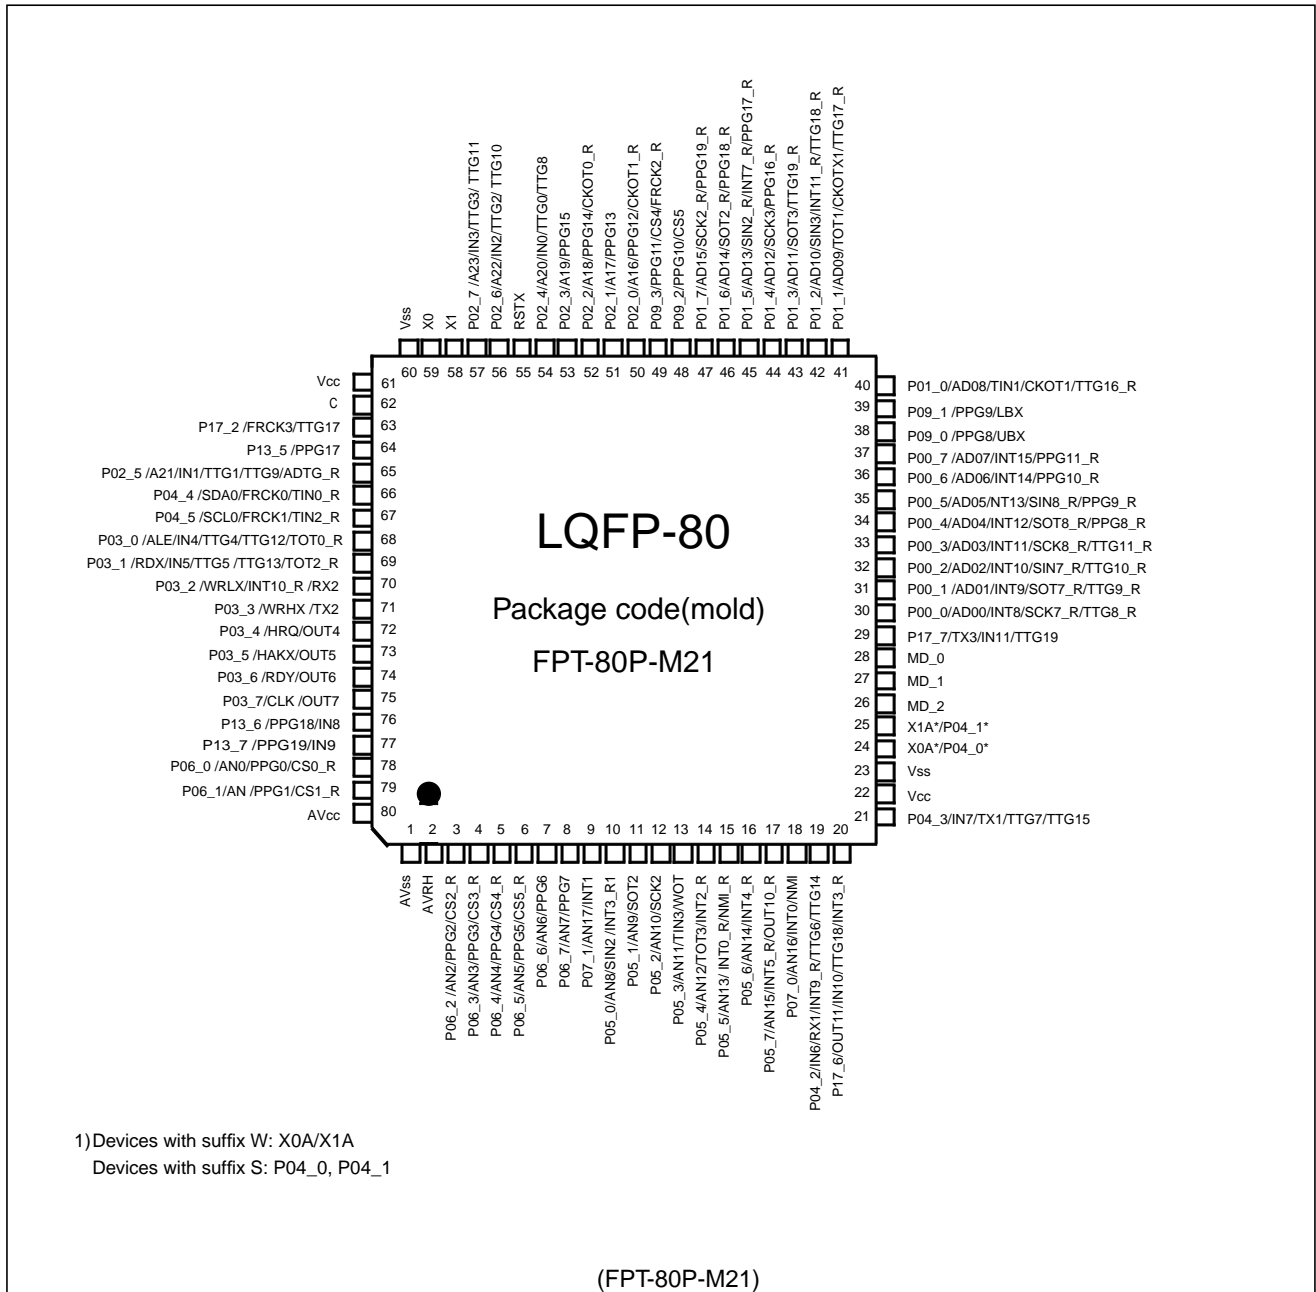 Vss
X0
X1
P02_7 /A23/IN3/TTG3/ TTG11
P02_6/A22/IN2/TTG2/ TTG10
RSTX
P02_4/A20/IN0/TTG8
P02_3/A19/PPG15
P02_2/A18/PPG14/CKOT0_R
P02_1/A17/PPG13
P02_0/A16/PPG12/CKOT1_R
P09_3/PPG11/CS4/FRCK2_R
P09_2/PPG10/CS5
P01_7/AD15/SCK2_R/PPG19_R
P01_6/AD14/SOT2_R/PPG18_R
P01_5/AD13/SIN2_R/INT7_R/PPG17_R
P01_4/AD12/SCK3/PPG16_R
P01_3/AD11/SOT3/TTG19_R
P01_2/AD10/SIN3/INT11_R/TTG18_R
P01_1/AD09/TOT1/CKOTX1/TTG17_R
60 59 58 57 56 55 54 53 52 51 50 49 48 47 46 45 44 43 42 41
Vcc 61
C 62
P17_2 /FRCK3/TTG17 63
P13_5 /PPG17 64
P02_5 /A21/IN1/TTG1/TTG9/ADTG_R 65
P04_4 /SDA0/FRCK0/TIN0_R 66
P04_5 /SCL0/FRCK1/TIN2_R 67
P03_0 /ALE/IN4/TTG4/TTG12/TOT0_R 68
P03_1 /RDX/IN5/TTG5 /TTG13/TOT2_R 69
P03_2 /WRLX/INT10_R /RX2 70
P03_3 /WRHX /TX2 71
P03_4 /HRQ/OUT4 72
P03_5 /HAKX/OUT5 73
P03_6 /RDY/OUT6 74
P03_7/CLK /OUT7 75
P13_6 /PPG18/IN8 76
P13_7 /PPG19/IN9 77
P06_0 /AN0/PPG0/CS0_R 78
P06_1/AN /PPG1/CS1_R 79
AVcc 80
LQFP-80
Package code(mold)
FPT-80P-M21
40 P01_0/AD08/TIN1/CKOT1/TTG16_R
39 P09_1 /PPG9/LBX
38 P09_0 /PPG8/UBX
37 P00_7 /AD07/INT15/PPG11_R
36 P00_6 /AD06/INT14/PPG10_R
35 P00_5/AD05/NT13/SIN8_R/PPG9_R
34 P00_4/AD04/INT12/SOT8_R/PPG8_R
33 P00_3/AD03/INT11/SCK8_R/TTG11_R
32 P00_2/AD02/INT10/SIN7_R/TTG10_R
31 P00_1 /AD01/INT9/SOT7_R/TTG9_R
30 P00_0/AD00/INT8/SCK7_R/TTG8_R
29 P17_7/TX3/IN11/TTG19
28 MD_0
27 MD_1
26 MD_2
25 X1A*/P04_1*
24 X0A*/P04_0*
23 Vss
22 Vcc
21 P04_3/IN7/TX1/TTG7/TTG15
1 2 3 4 5 6 7 8 9 10 11 12 13 14 15 16 17 18 19 20
AVss
AVRH
P06_2 /AN2/PPG2/CS2_R
P06_3/AN3/PPG3/CS3_R
P06_4/AN4/PPG4/CS4_R
P06_5/AN5/PPG5/CS5_R
P06_6/AN6/PPG6
P06_7/AN7/PPG7
P07_1/AN17/INT1
P05_0/AN8/SIN2 /INT3_R1
P05_1/AN9/SOT2
P05_2/AN10/SCK2
P05_3/AN11/TIN3/WOT
P05_4/AN12/TOT3/INT2_R
P05_5/AN13/ INT0_R/NMI_R
P05_6/AN14/INT4_R
P05_7/AN15/INT5_R/OUT10_R
P07_0/AN16/INT0/NMI
P04_2/IN6/RX1/INT9_R/TTG6/TTG14
P17_6/OUT11/IN10/TTG18/INT3_R
1)Devices with suffix W: X0A/X1A
Devices with suffix S: P04_0, P04_1
(FPT-80P-M21)